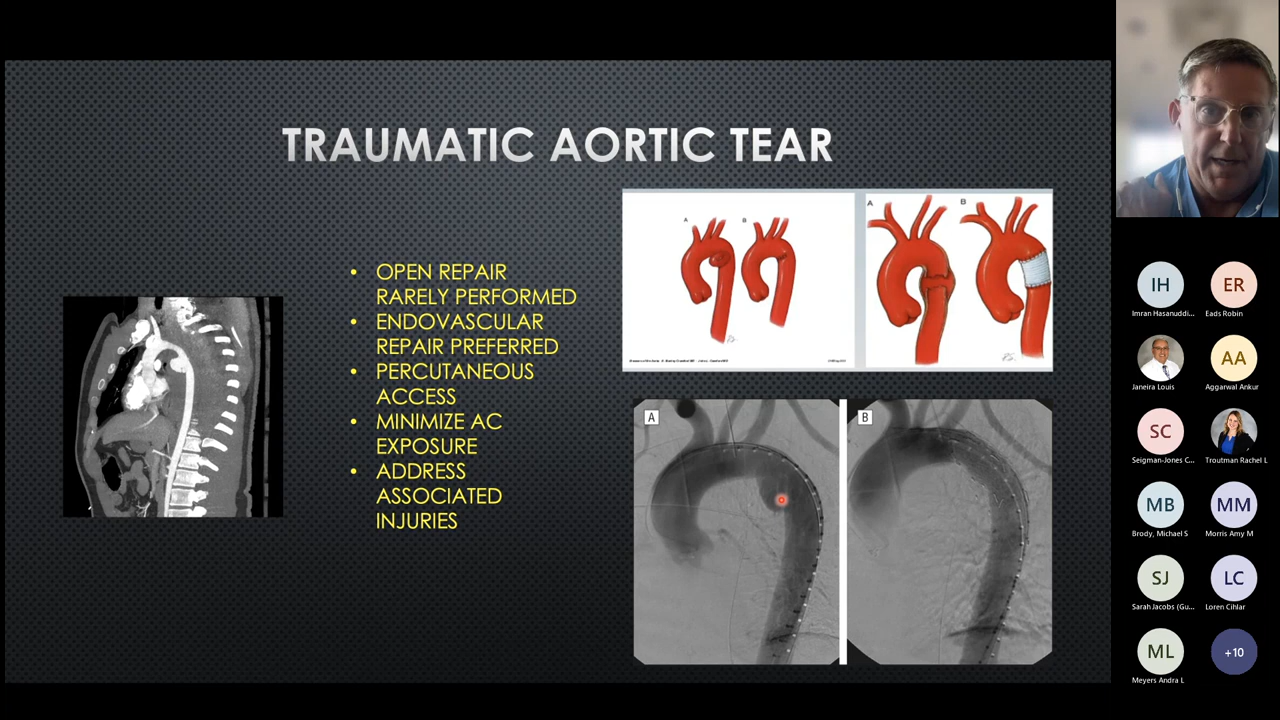 TRAUMATIC AORTIC TEAR
• OPEN REPAIR
RARELY PERFORMED
• ENDOVASCULAR
REPAIR PREFERRED
• PERCUTANEOUS
ACCESS
• MINIMIZE AC
EXPOSURE
• ADDRESS
ASSOCIATED
INJURIES
A B
A B
A B
IH ER
Imran Hasanuddi... Eads Robin
AA
Janeira Louis Aggarwal Ankur
SC
Seigman-Jones C... Troutman Rachel L
MB MM
Brody, Michael S Morris Amy M
SJ LC
Sarah Jacobs (Gu... Loren Cihlar
ML +10
Meyers Andra L